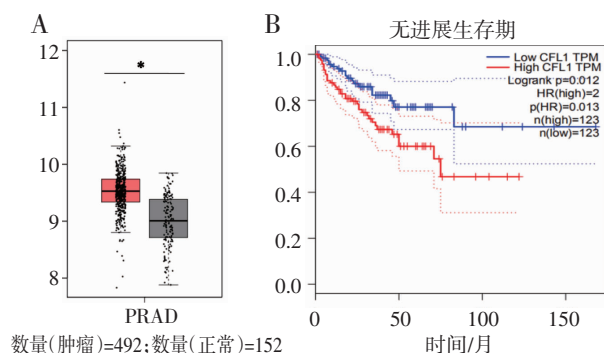 A
12
11
10
9
8
*
PRAD
数量(肿瘤)=492;数量(正常)=152
B
无进展生存期
1.0
0.8
0.6
0.4
0.2
0.0
Low CFL1 TPM
High CFL1 TPM
Logrank p=0.012
HR(high)=2
p(HR)=0.013
n(high)=123
n(low)=123
0
50
100
150
时间/月